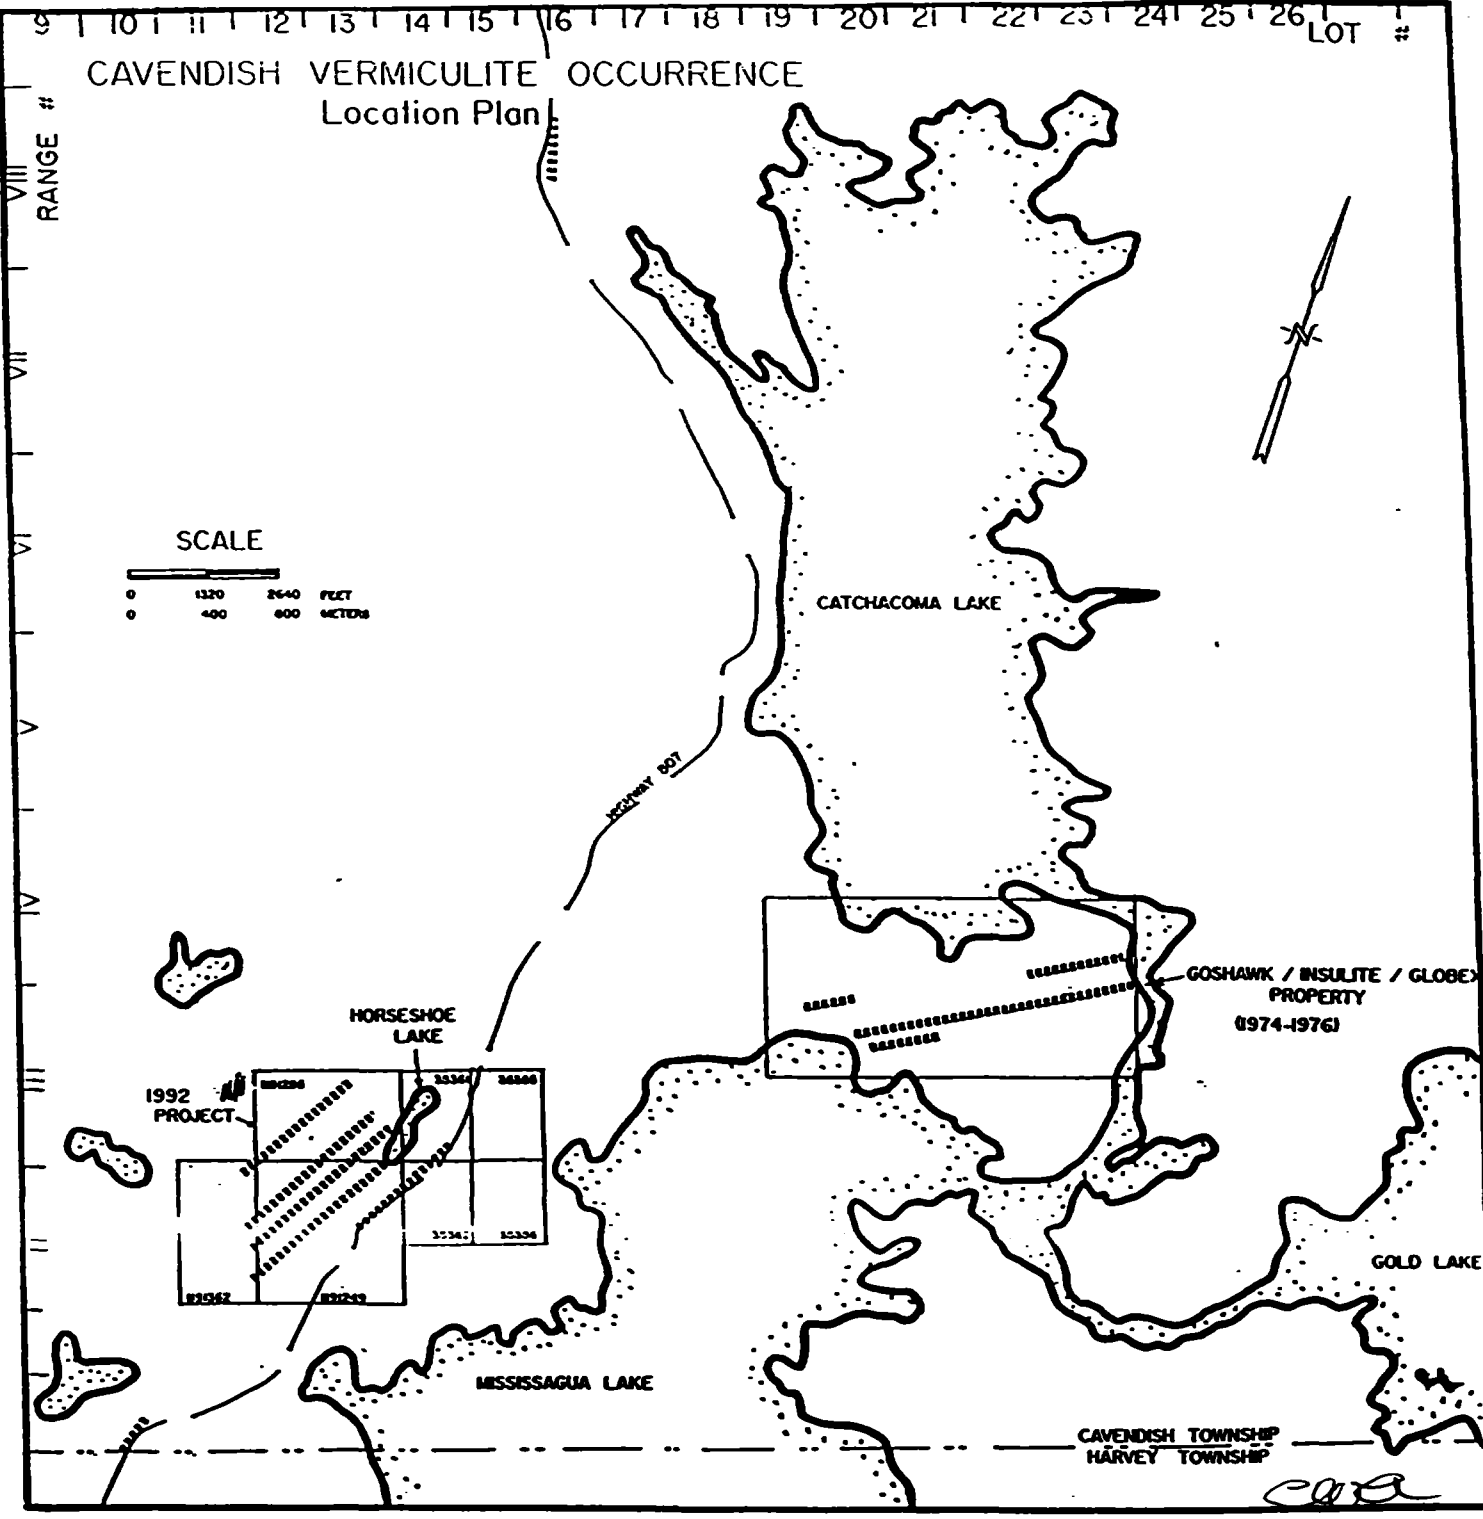 9 10 11 12 13 14 15 16 17 18 19 20 21 22 23 24 25 26
LOT #
CAVENDISH VERMICULITE OCCURRENCE
Location Plan
RANGE #
VIII
VII
VI
V
IV
III
II
N
SCALE
0 1320 2640 FEET
0 400 800 METERS
CATCHACOMA LAKE
HIGHWAY 507
GOSHAWK / INSULITE / GLOBEX
PROPERTY
(1974-1976)
HORSESHOE
LAKE
1992
PROJECT
GOLD LAKE
MISSISSAGUA LAKE
CAVENDISH TOWNSHIP
HARVEY TOWNSHIP